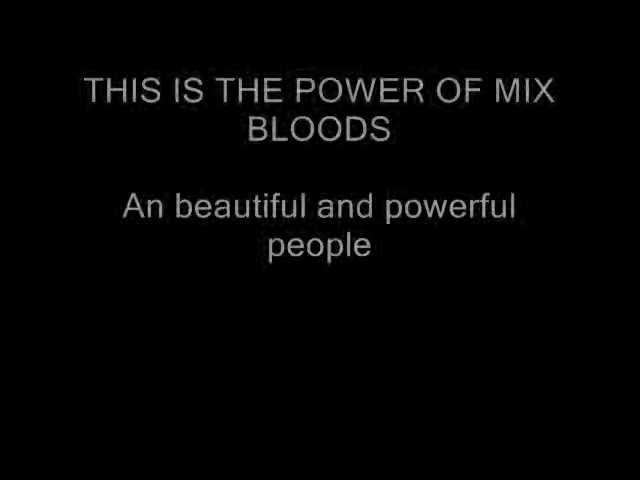 THIS IS THE POWER OF MIX
BLOODS
An beautiful and powerful
people